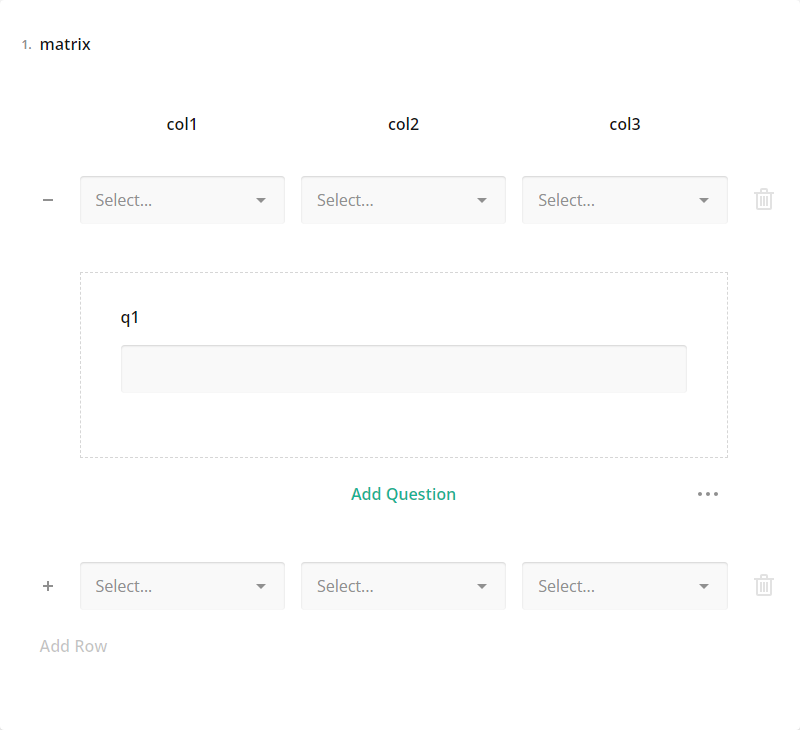 1. matrix
col1 col2 col3
Select... Select... Select...
q1
Add Question
Select... Select... Select...
Add Row